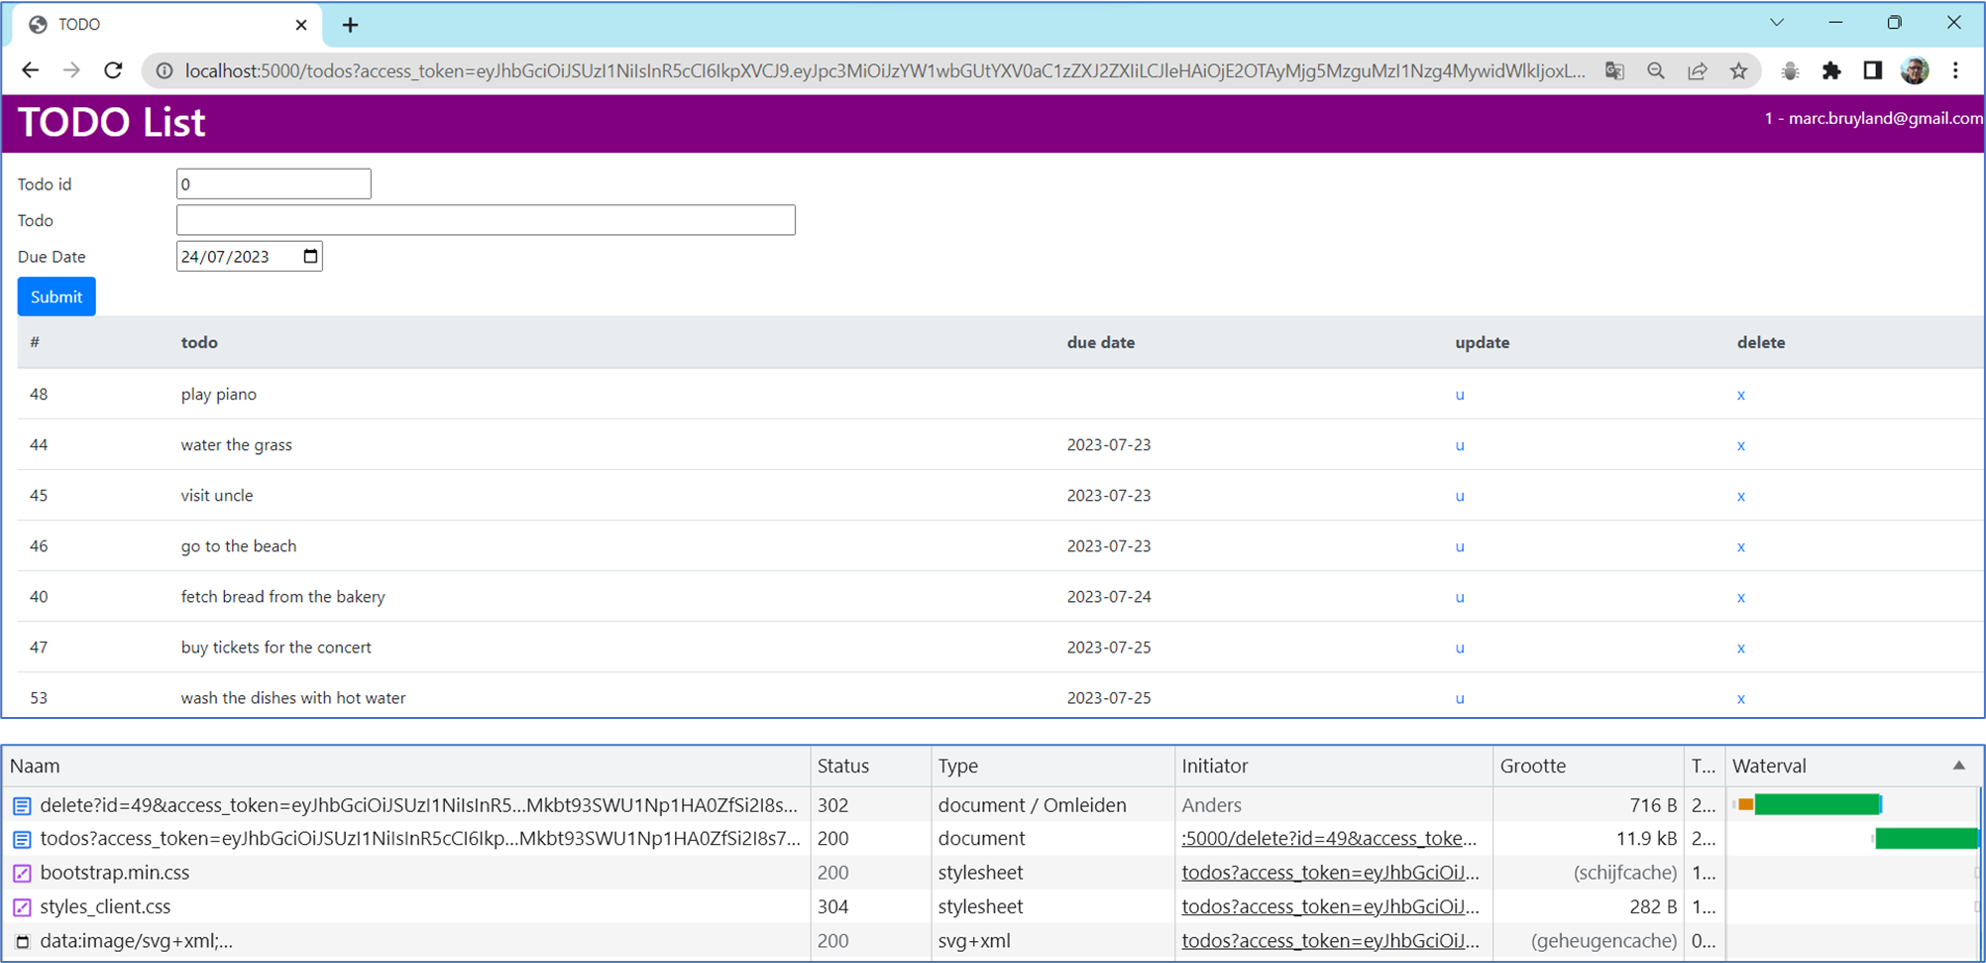 TODO
localhost:5000/todos?access_token=eyJhbGciOiJSUzI1NiIsInR5cCI6IkpXVCJ9.eyJpc3MiOiJzYW1wbGUtYXV0aC1zZXJ2ZXIiLCJleHAiOjE2OTAyMjg5MzguMzI1Nzg4MywidWlkIjoxL...
TODO List
1 - marc.bruyland@gmail.com
Todo id 0
Todo
Due Date 24/07/2023
Submit
# todo due date update delete
48 play piano u x
44 water the grass 2023-07-23 u x
45 visit uncle 2023-07-23 u x
46 go to the beach 2023-07-23 u x
40 fetch bread from the bakery 2023-07-24 u x
47 buy tickets for the concert 2023-07-25 u x
53 wash the dishes with hot water 2023-07-25 u x
Naam Status Type Initiator Grootte T... Waterval
delete?id=49&access_token=eyJhbGciOiJSUzI1NiIsInR5...Mkbt93SWU1Np1HA0ZfSi2I8s... 302 document / Omleiden Anders 716 B 2...
todos?access_token=eyJhbGciOiJSUzI1NiIsInR5cCI6Ikp...Mkbt93SWU1Np1HA0ZfSi2I8s7... 200 document :5000/delete?id=49&access_toke... 11.9 kB 2...
bootstrap.min.css 200 stylesheet todos?access_token=eyJhbGciOiJ... (schijfcache) 1...
styles_client.css 304 stylesheet todos?access_token=eyJhbGciOiJ... 282 B 1...
data:image/svg+xml;... 200 svg+xml todos?access_token=eyJhbGciOiJ... (geheugencache) 0...